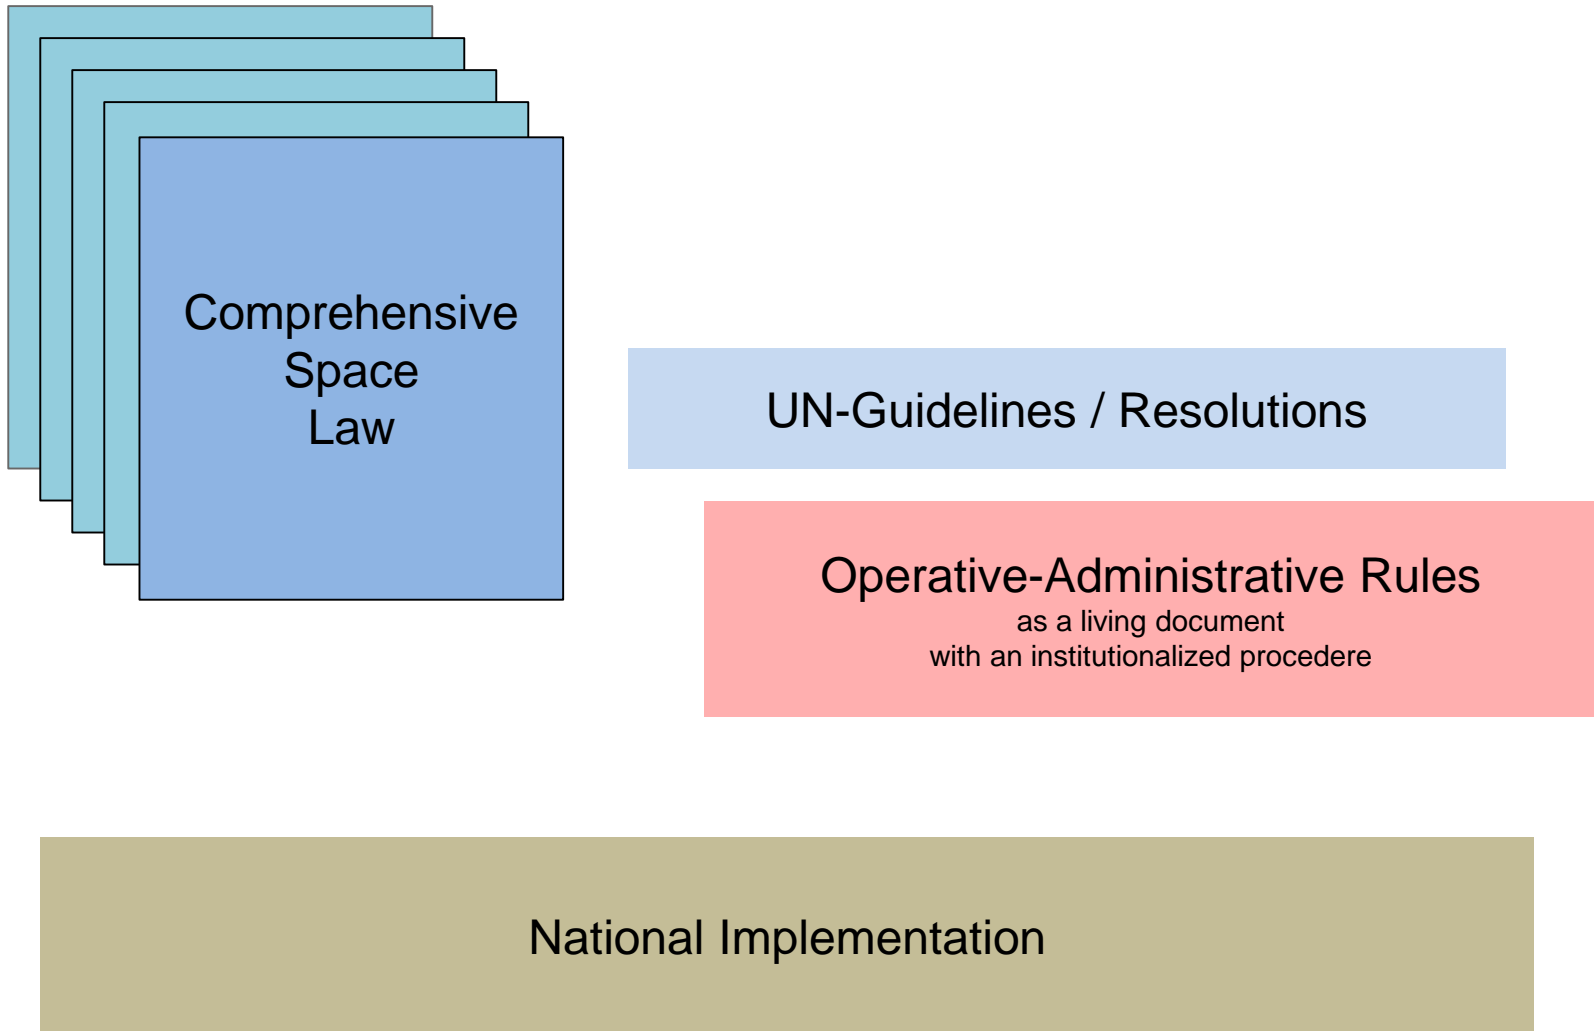 Comprehensive
Space
Law
UN-Guidelines / Resolutions
Operative-Administrative Rules
as a living document
with an institutionalized procedere
National Implementation